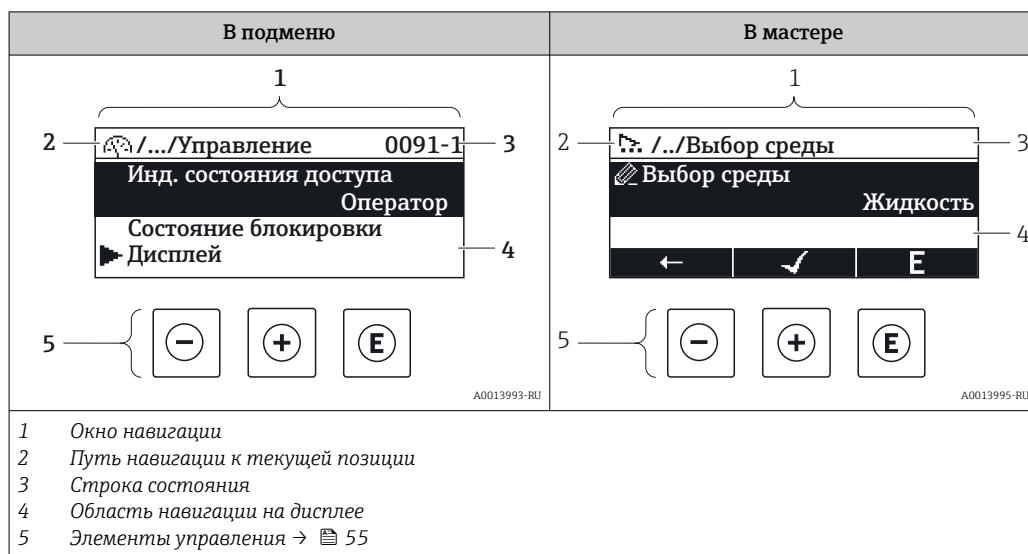 В подменю
1
2
/.../Управление 0091-1
3
Инд. состояния доступа
Оператор
Состояние блокировки
Дисплей
4
5
E
A0013993-RU
В мастере
1
2
/../Выбор среды
3
Выбор среды
Жидкость
4
← ✓ E
5
E
A0013995-RU
1 Окно навигации
2 Путь навигации к текущей позиции
3 Строка состояния
4 Область навигации на дисплее
5 Элементы управления → 55